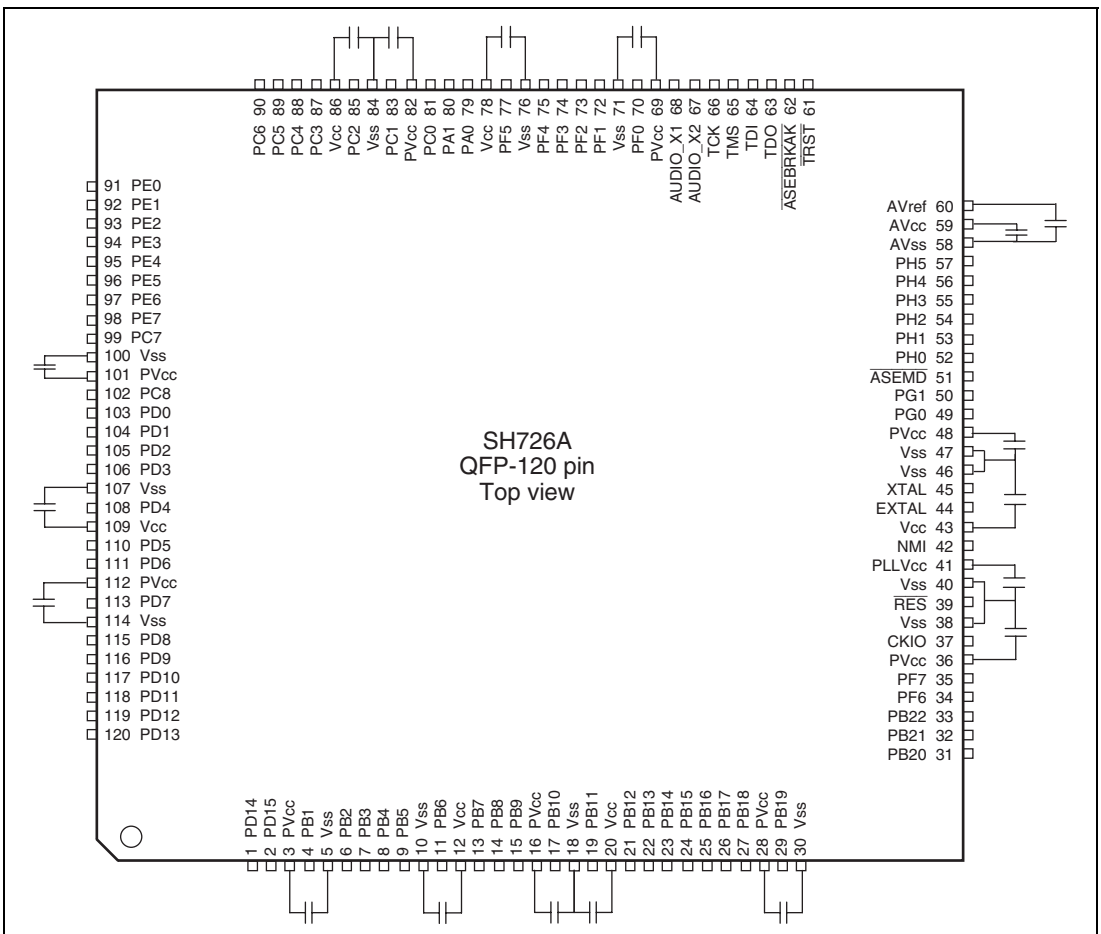 PC6 90
PC5 89
PC4 88
PC3 87
Vcc 86
PC2 85
Vss 84
PC1 83
PVcc 82
PC0 81
PA1 80
PA0 79
Vcc 78
PF5 77
Vss 76
PF4 75
PF3 74
PF2 73
PF1 72
Vss 71
PF0 70
PVcc 69
AUDIO_X1 68
AUDIO_X2 67
TCK 66
TMS 65
TDI 64
TDO 63
ASEBRKAK 62
TRST 61
91 PE0
92 PE1
93 PE2
94 PE3
95 PE4
96 PE5
97 PE6
98 PE7
99 PC7
100 Vss
101 PVcc
102 PC8
103 PD0
104 PD1
105 PD2
106 PD3
107 Vss
108 PD4
109 Vcc
110 PD5
111 PD6
112 PVcc
113 PD7
114 Vss
115 PD8
116 PD9
117 PD10
118 PD11
119 PD12
120 PD13
SH726A
QFP-120 pin
Top view
AVref 60
AVcc 59
AVss 58
PH5 57
PH4 56
PH3 55
PH2 54
PH1 53
PH0 52
ASEMD 51
PG1 50
PG0 49
PVcc 48
Vss 47
Vss 46
XTAL 45
EXTAL 44
Vcc 43
NMI 42
PLLVcc 41
Vss 40
RES 39
Vss 38
CKIO 37
PVcc 36
PF7 35
PF6 34
PB22 33
PB21 32
PB20 31
1 PD14
2 PD15
3 PVcc
4 PB1
5 Vss
6 PB2
7 PB3
8 PB4
9 PB5
10 Vss
11 PB6
12 Vcc
13 PB7
14 PB8
15 PB9
16 PVcc
17 PB10
18 Vss
19 PB11
20 Vcc
21 PB12
22 PB13
23 PB14
24 PB15
25 PB16
26 PB17
27 PB18
28 PVcc
29 PB19
30 Vss